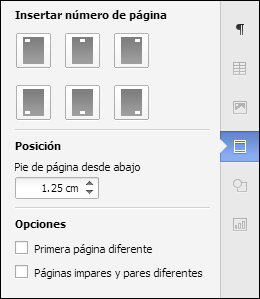 Insertar número de página
Posición
Pie de página desde abajo
1.25 cm
Opciones
Primera página diferente
Páginas impares y pares diferentes